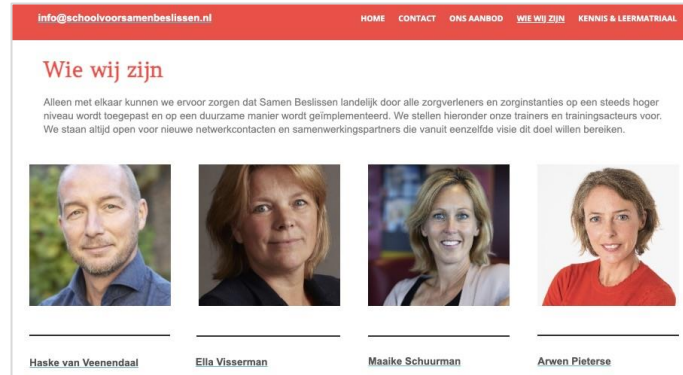 info@schoolvoorsamenbeslissen.nl HOME CONTACT ONS AANBOD WIE WIJ ZIJN KENNIS & LEERMATRIAAL
Wie wij zijn
Alleen met elkaar kunnen we ervoor zorgen dat Samen Beslissen landelijk door alle zorgverleners en zorginstanties op een steeds hoger
niveau wordt toegepast en op een duurzame manier wordt geïmplementeerd. We stellen hieronder onze trainers en trainingsacteurs voor.
We staan altijd open voor nieuwe netwerkcontacten en samenwerkingspartners die vanuit eenzelfde visie dit doel willen bereiken.
Haske van Veenendaal Ella Visserman Maaike Schuurman Arwen Pieterse